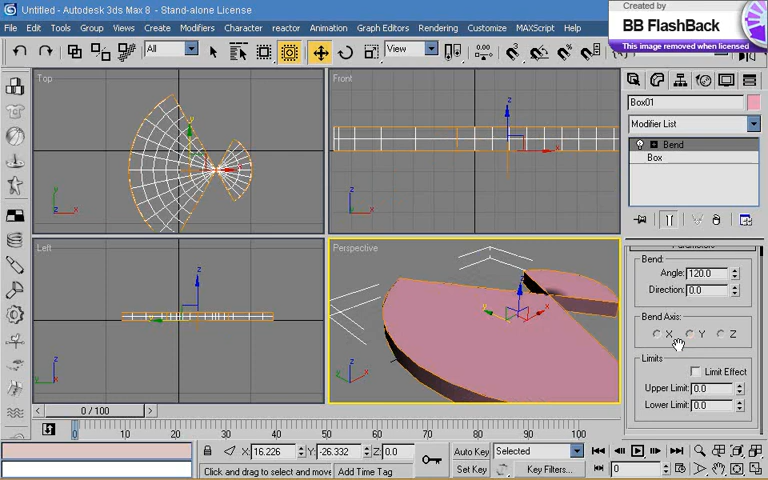 Untitled - Autodesk 3ds Max 8 - Stand-alone License
Created with
BB FlashBack
This image removed when licensed
File Edit Tools Group Views Create Modifiers Character reactor Animation Graph Editors Rendering Customize MAXScript Help
All
View
Top
Front
Left
Perspective
Box01
Modifier List
Bend
Box
Parameters
Bend:
Angle: 120.0
Direction: 0.0
Bend Axis:
X Y Z
Limits
Limit Effect
Upper Limit: 0.0
Lower Limit: 0.0
0 / 100
0 10 20 30 40 50 60 70 80 90 100
X: 16.226 Y: -26.332 Z: 0.0
Auto Key Selected
Click and drag to select and move Add Time Tag
Set Key Key Filters...
0